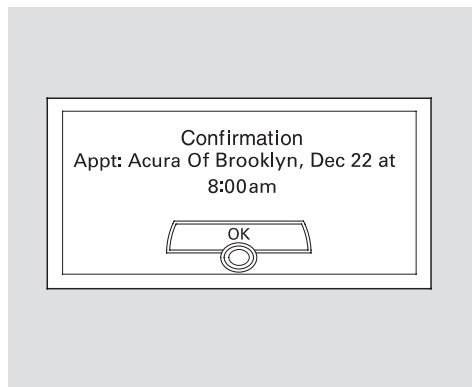 Confirmation
Appt: Acura Of Brooklyn, Dec 22 at
8:00am
OK